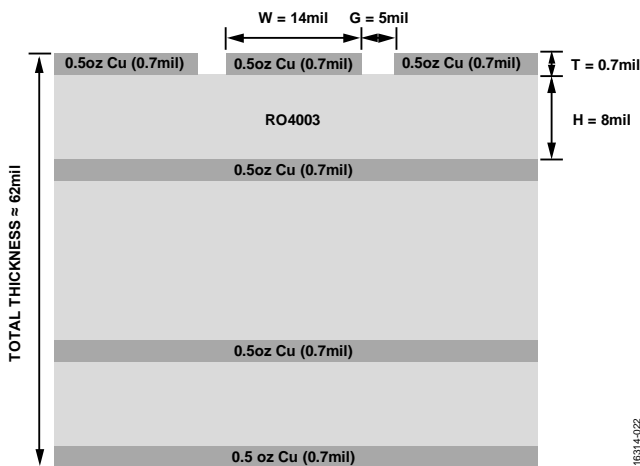 W = 14mil
G = 5mil
0.5oz Cu (0.7mil)
0.5oz Cu (0.7mil)
0.5oz Cu (0.7mil)
T = 0.7mil
RO4003
H = 8mil
0.5oz Cu (0.7mil)
TOTAL THICKNESS ≈ 62mil
0.5oz Cu (0.7mil)
0.5 oz Cu (0.7mil)
16314-022